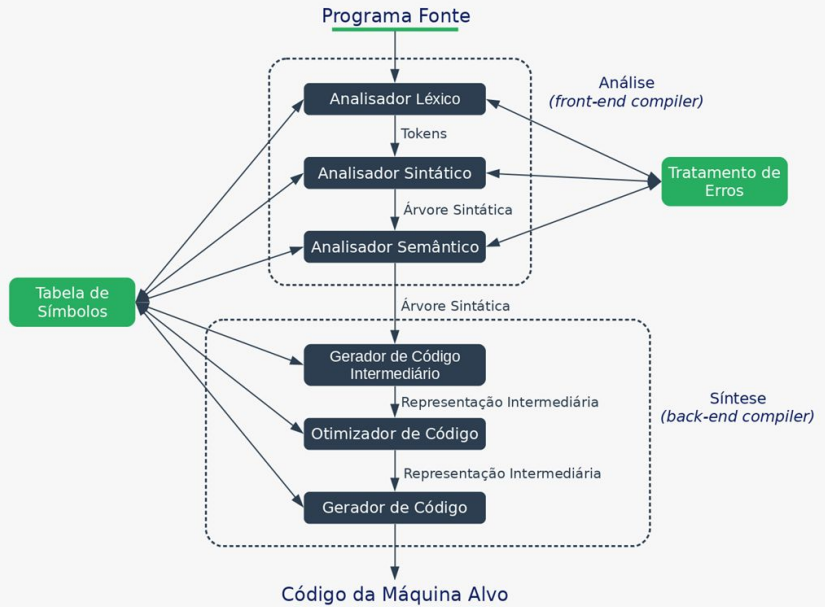 Programa Fonte
Analisador Léxico
Análise
(front-end compiler)
Tokens
Analisador Sintático
Tratamento de
Erros
Árvore Sintática
Analisador Semântico
Tabela de
Símbolos
Árvore Sintática
Gerador de Código
Intermediário
Representação Intermediária
Síntese
(back-end compiler)
Otimizador de Código
Representação Intermediária
Gerador de Código
Código da Máquina Alvo